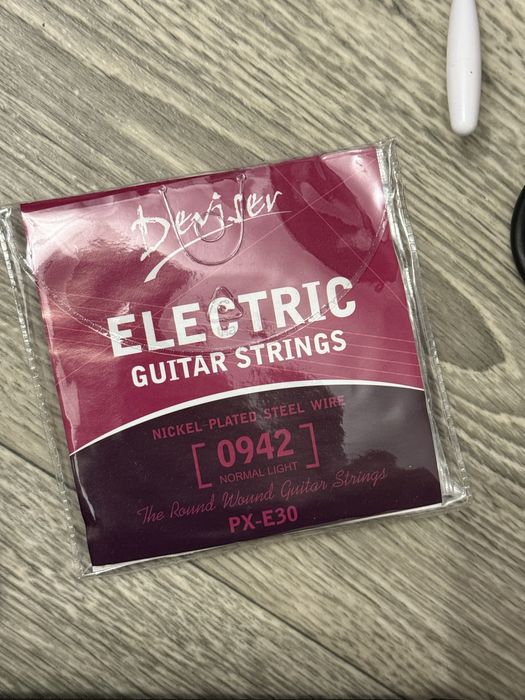 Deviser
ELECTRIC
GUITAR STRINGS
NICKEL-PLATED STEEL WIRE
[0942]
NORMAL LIGHT
The Round Wound Guitar Strings
PX-E30